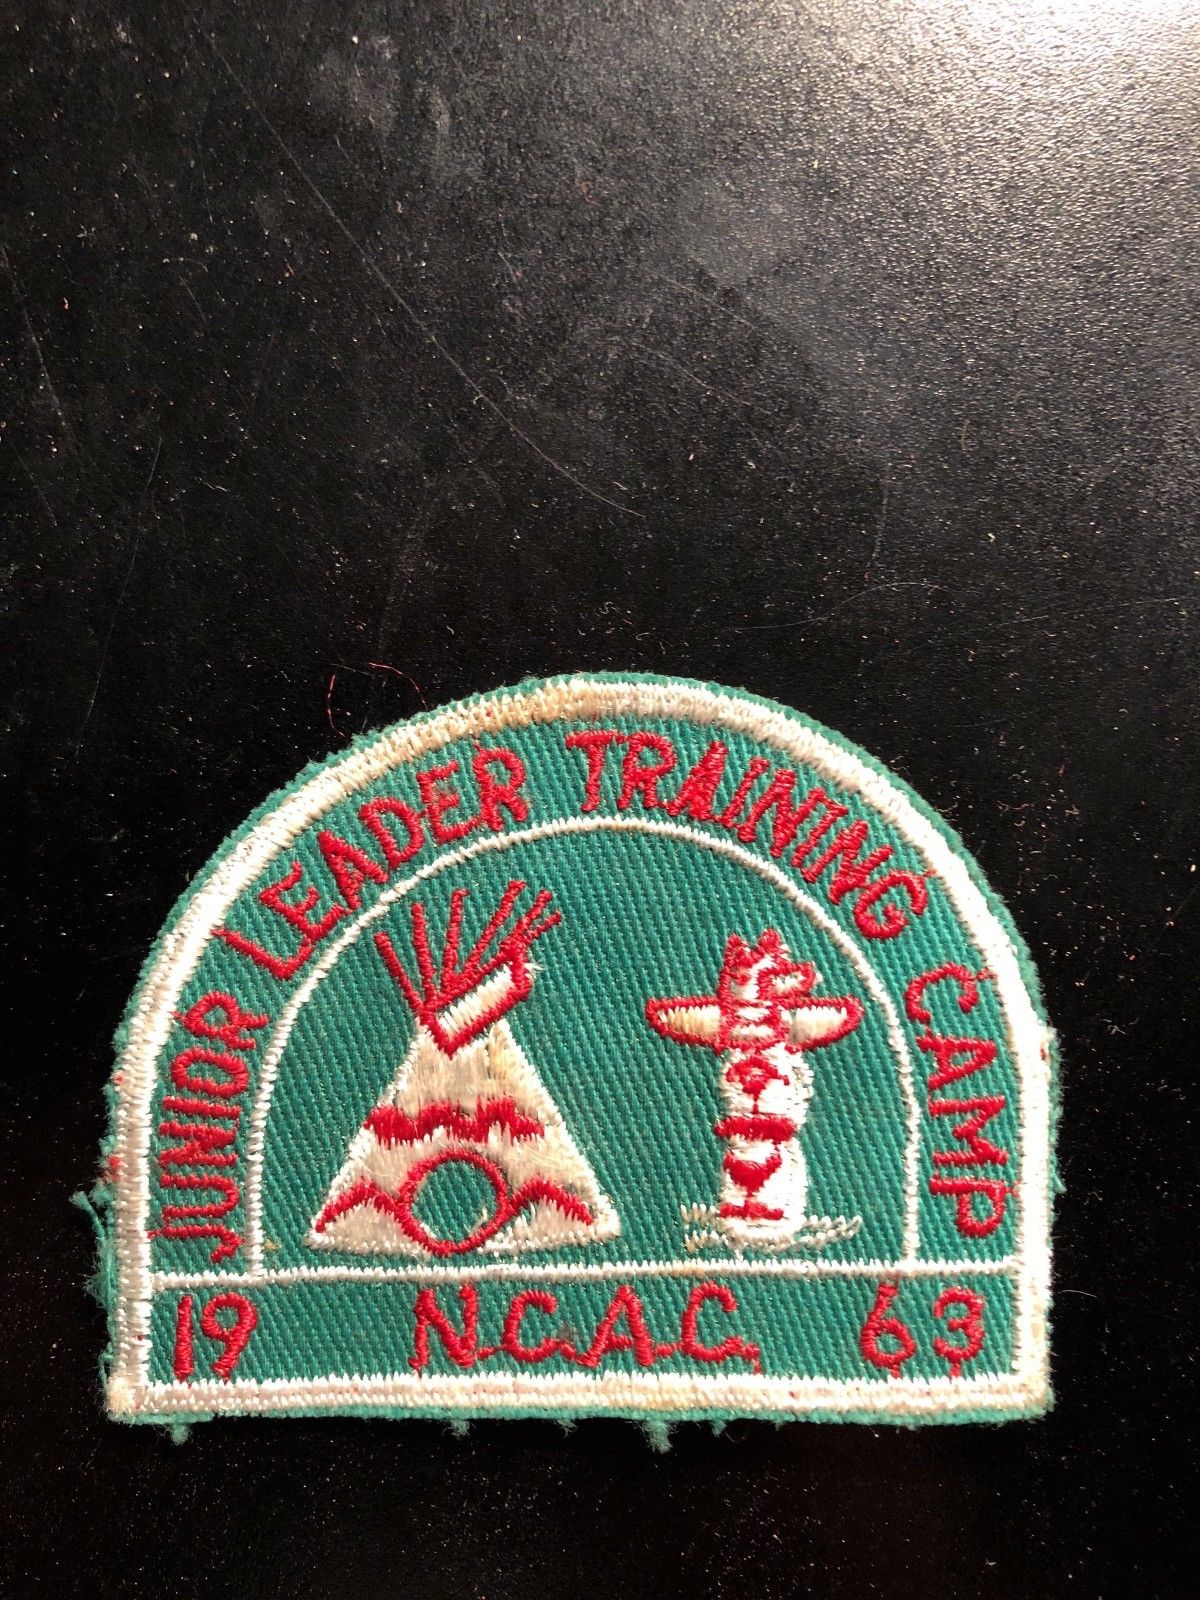 JUNIOR LEADER TRAINING CAMP
19 N.C.A.C. 63